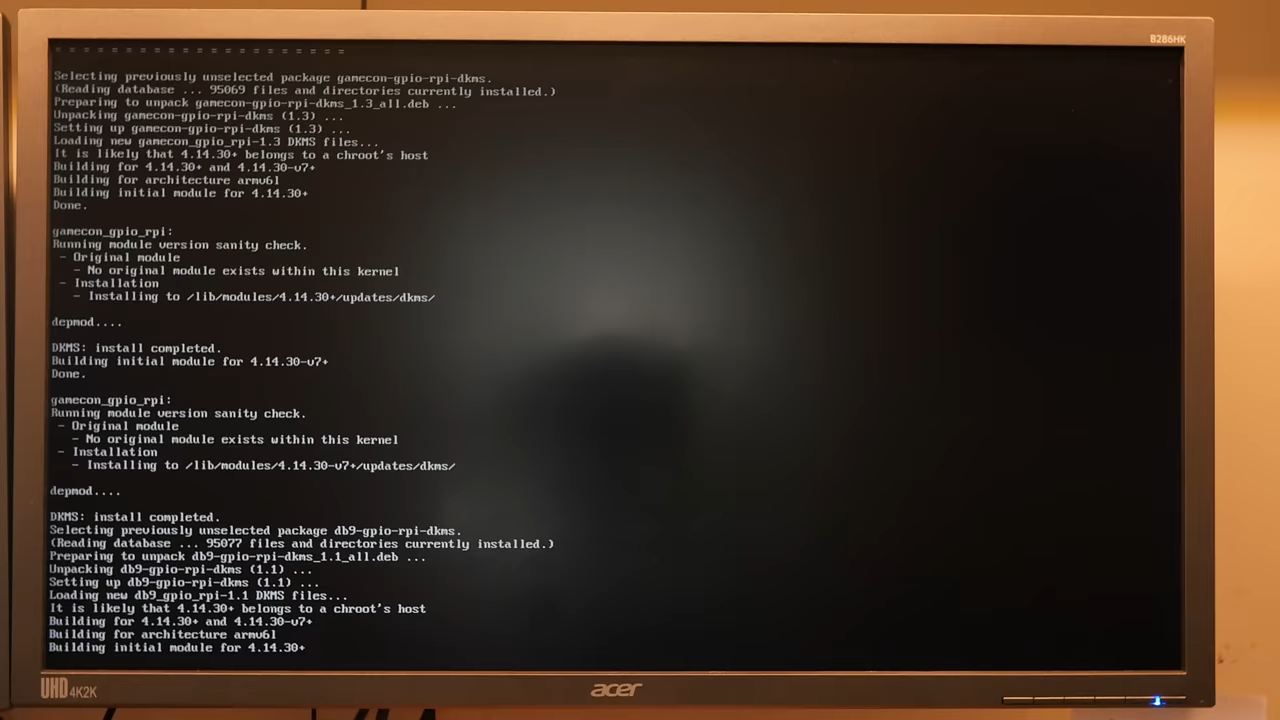 B286HK
= = = = = = = = = = = = = = = = = = = = =
Selecting previously unselected package gamecon-gpio-rpi-dkms.
(Reading database ... 95069 files and directories currently installed.)
Preparing to unpack gamecon-gpio-rpi-dkms_1.3_all.deb ...
Unpacking gamecon-gpio-rpi-dkms (1.3) ...
Setting up gamecon-gpio-rpi-dkms (1.3) ...
Loading new gamecon_gpio_rpi-1.3 DKMS files...
It is likely that 4.14.30+ belongs to a chroot's host
Building for 4.14.30+ and 4.14.30-v7+
Building for architecture armv6l
Building initial module for 4.14.30+
Done.
gamecon_gpio_rpi:
Running module version sanity check.
- Original module
- No original module exists within this kernel
- Installation
- Installing to /lib/modules/4.14.30+/updates/dkms/
depmod....
DKMS: install completed.
Building initial module for 4.14.30-v7+
Done.
gamecon_gpio_rpi:
Running module version sanity check.
- Original module
- No original module exists within this kernel
- Installation
- Installing to /lib/modules/4.14.30-v7+/updates/dkms/
depmod....
DKMS: install completed.
Selecting previously unselected package db9-gpio-rpi-dkms.
(Reading database ... 95077 files and directories currently installed.)
Preparing to unpack db9-gpio-rpi-dkms_1.1_all.deb ...
Unpacking db9-gpio-rpi-dkms (1.1) ...
Setting up db9-gpio-rpi-dkms (1.1) ...
Loading new db9_gpio_rpi-1.1 DKMS files...
It is likely that 4.14.30+ belongs to a chroot's host
Building for 4.14.30+ and 4.14.30-v7+
Building for architecture armv6l
Building initial module for 4.14.30+
UHD 4K2K
acer